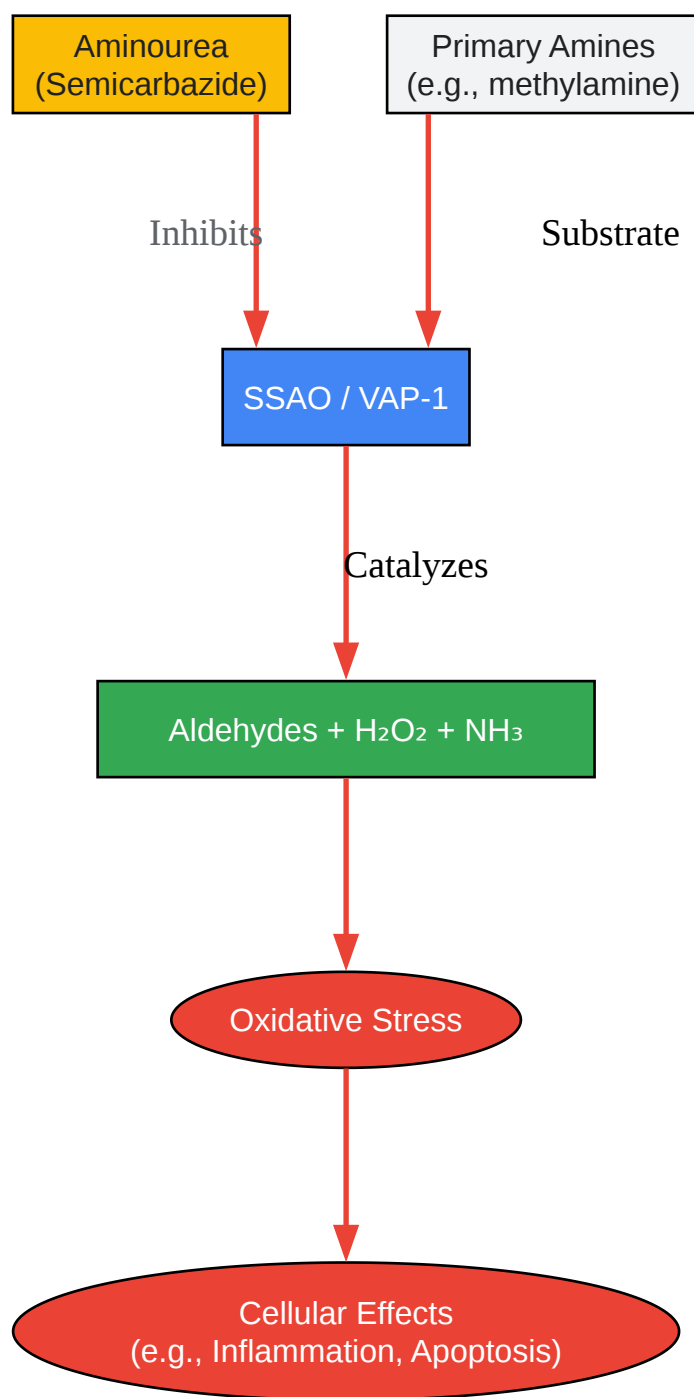 Aminourea
(Semicarbazide)
Primary Amines
(e.g., methylamine)
Inhibits
Substrate
SSAO / VAP-1
Catalyzes
Aldehydes + H₂O₂ + NH₃
Oxidative Stress
Cellular Effects
(e.g., Inflammation, Apoptosis)